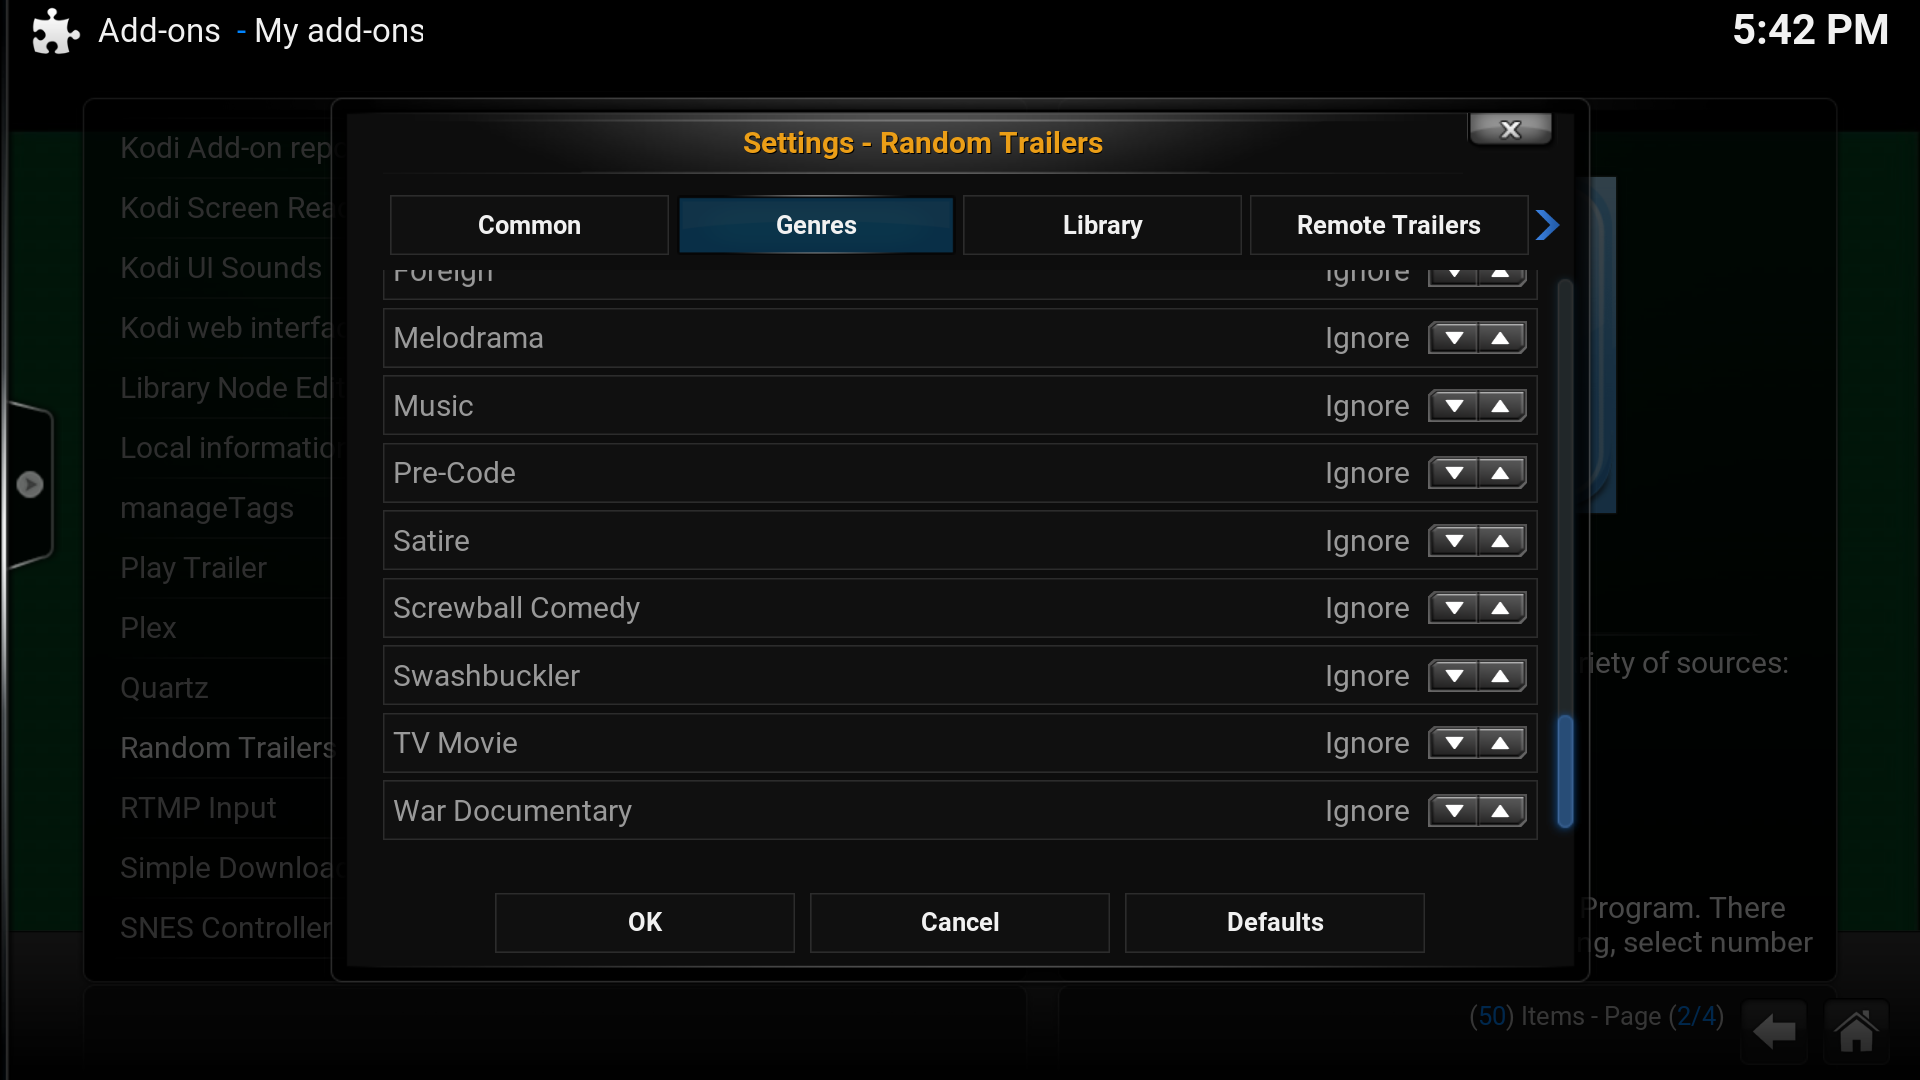 Add-ons - My add-ons
5:42 PM
Settings - Random Trailers
X
Common
Genres
Library
Remote Trailers
Foreign Ignore
Melodrama Ignore
Music Ignore
Pre-Code Ignore
Satire Ignore
Screwball Comedy Ignore
Swashbuckler Ignore
TV Movie Ignore
War Documentary Ignore
OK
Cancel
Defaults
Kodi Add-on rep
Kodi Screen Rea
Kodi UI Sounds
Kodi web interfa
Library Node Edit
Local information
manageTags
Play Trailer
Plex
Quartz
Random Trailers
RTMP Input
Simple Downloa
SNES Controller
riety of sources:
Program. There
ng, select number
(50) Items - Page (2/4)